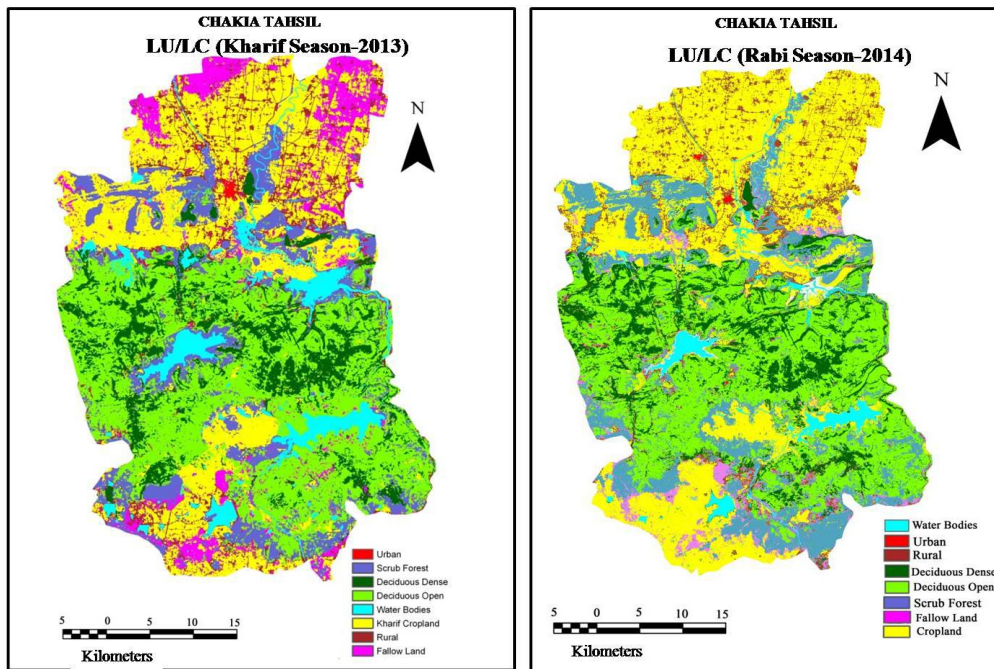 CHAKIA TAHSIL
LU/LC (Kharif Season-2013)
N
Urban
Scrub Forest
Deciduous Dense
Deciduous Open
Water Bodies
Kharif Cropland
Rural
Fallow Land
5 0 5 10 15
Kilometers
CHAKIA TAHSIL
LU/LC (Rabi Season-2014)
N
Water Bodies
Urban
Rural
Deciduous Dense
Deciduous Open
Scrub Forest
Fallow Land
Cropland
5 0 5 10 15
Kilometers